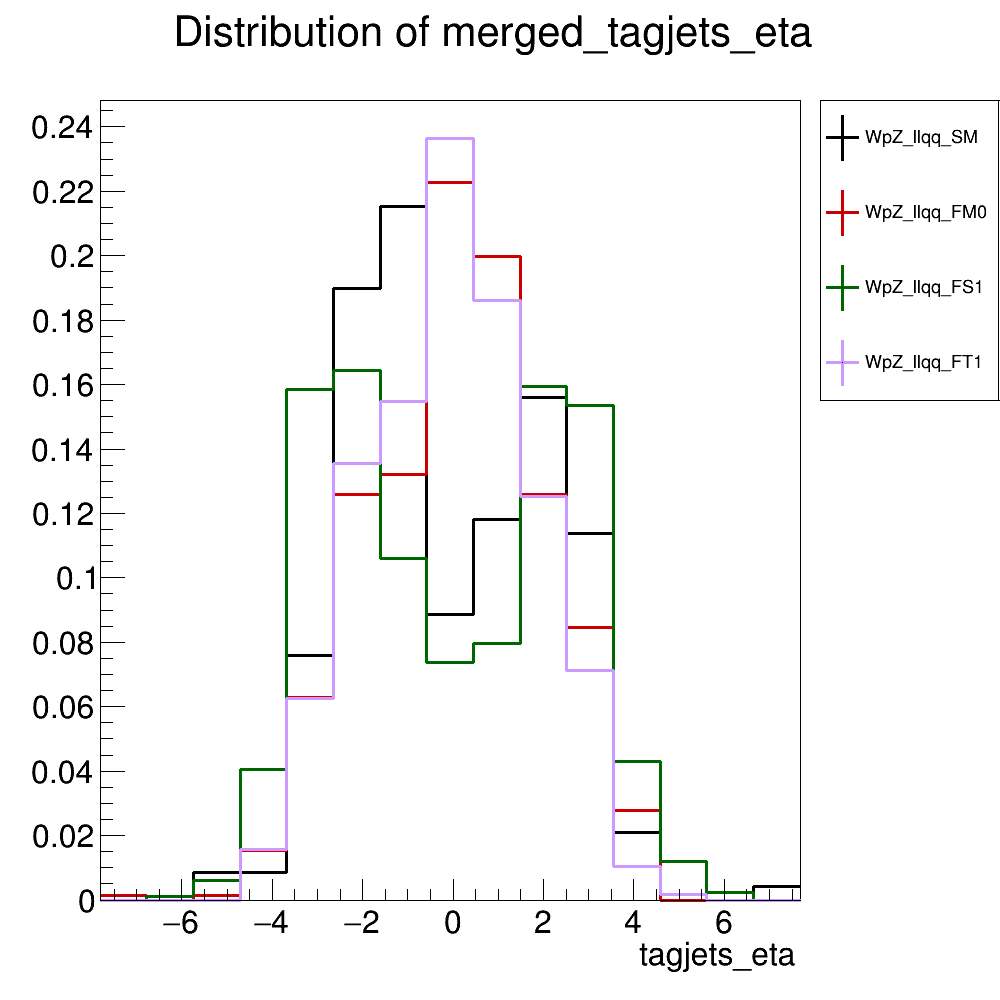 Distribution of merged_tagjets_eta
0.24
0.22
0.2
0.18
0.16
0.14
0.12
0.1
0.08
0.06
0.04
0.02
0
−6 −4 −2 0 2 4 6
tagjets_eta
WpZ_llqq_SM
WpZ_llqq_FM0
WpZ_llqq_FS1
WpZ_llqq_FT1